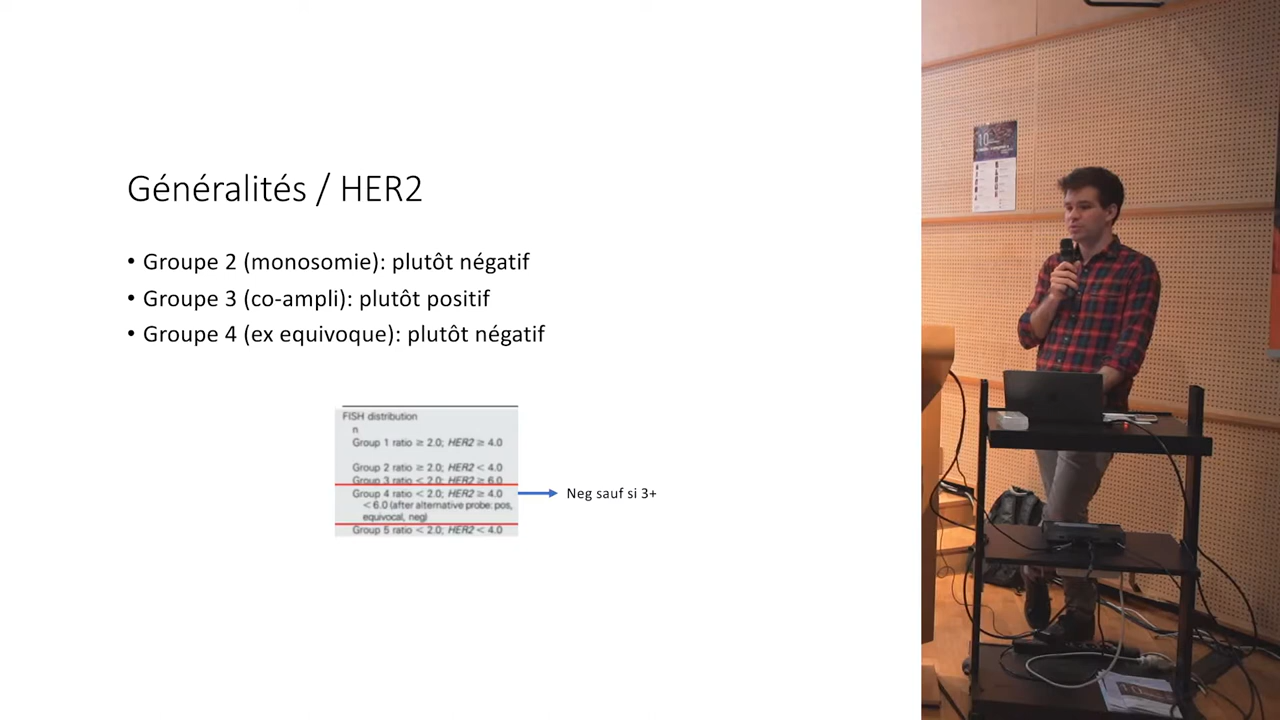 Généralités / HER2
• Groupe 2 (monosomie): plutôt négatif
• Groupe 3 (co-ampli): plutôt positif
• Groupe 4 (ex equivoque): plutôt négatif
FISH distribution
n
Group 1 ratio ≥ 2.0; HER2 ≥ 4.0
Group 2 ratio ≥ 2.0; HER2 < 4.0
Group 3 ratio < 2.0; HER2 ≥ 6.0
Group 4 ratio < 2.0; HER2 ≥ 4.0
< 6.0 (after alternative probe: pos,
equivocal, neg)
Group 5 ratio < 2.0; HER2 < 4.0
Neg sauf si 3+
10